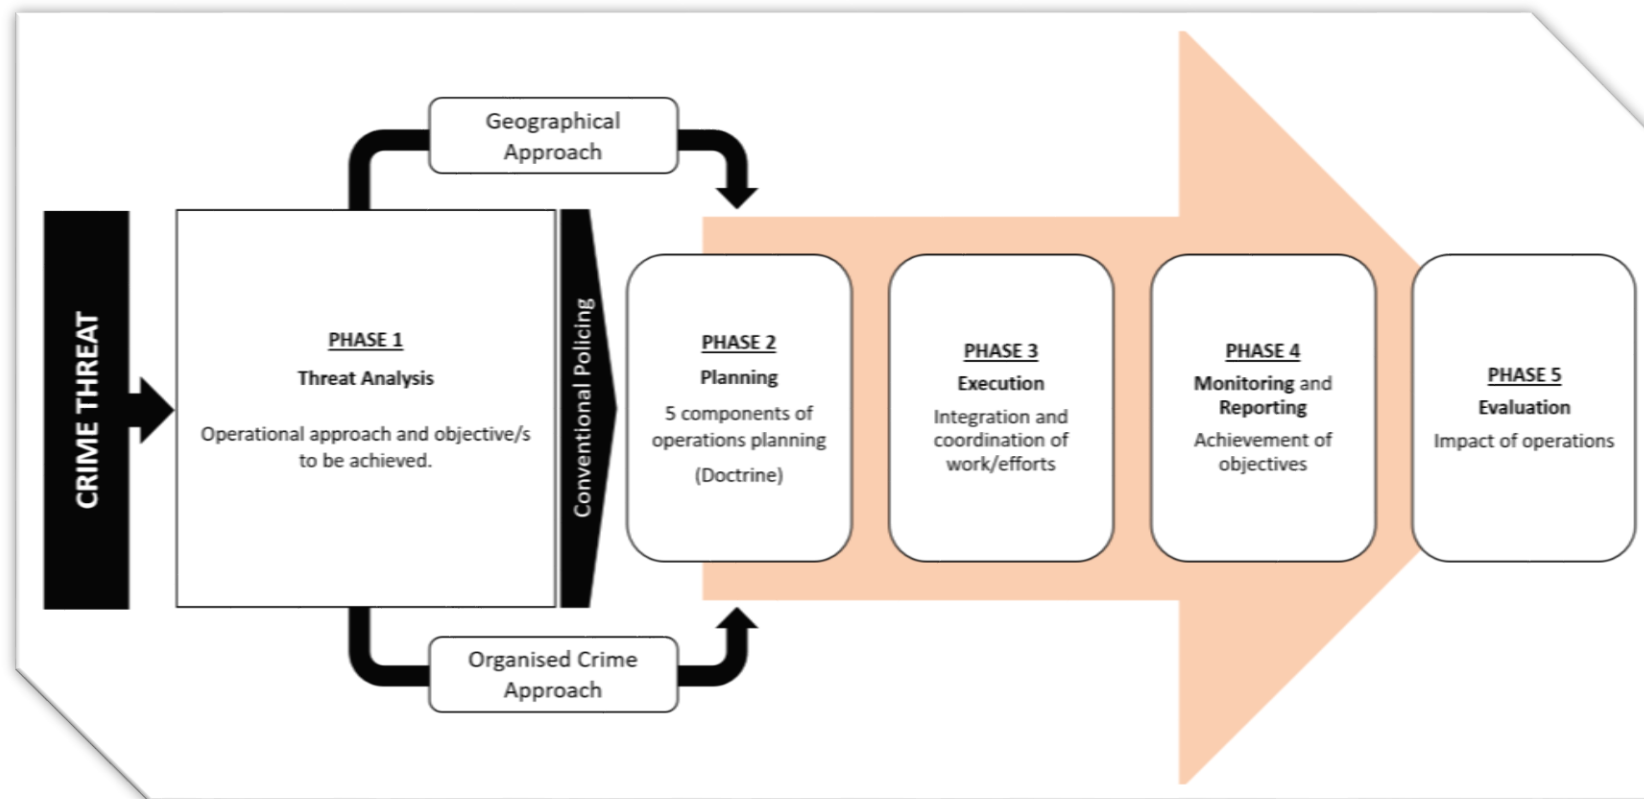 CRIME THREAT
PHASE 1
Threat Analysis
Operational approach and objective/s
to be achieved.
Geographical
Approach
Conventional Policing
Organised Crime
Approach
PHASE 2
Planning
5 components of
operations planning
(Doctrine)
PHASE 3
Execution
Integration and
coordination of
work/efforts
PHASE 4
Monitoring and
Reporting
Achievement of
objectives
PHASE 5
Evaluation
Impact of operations